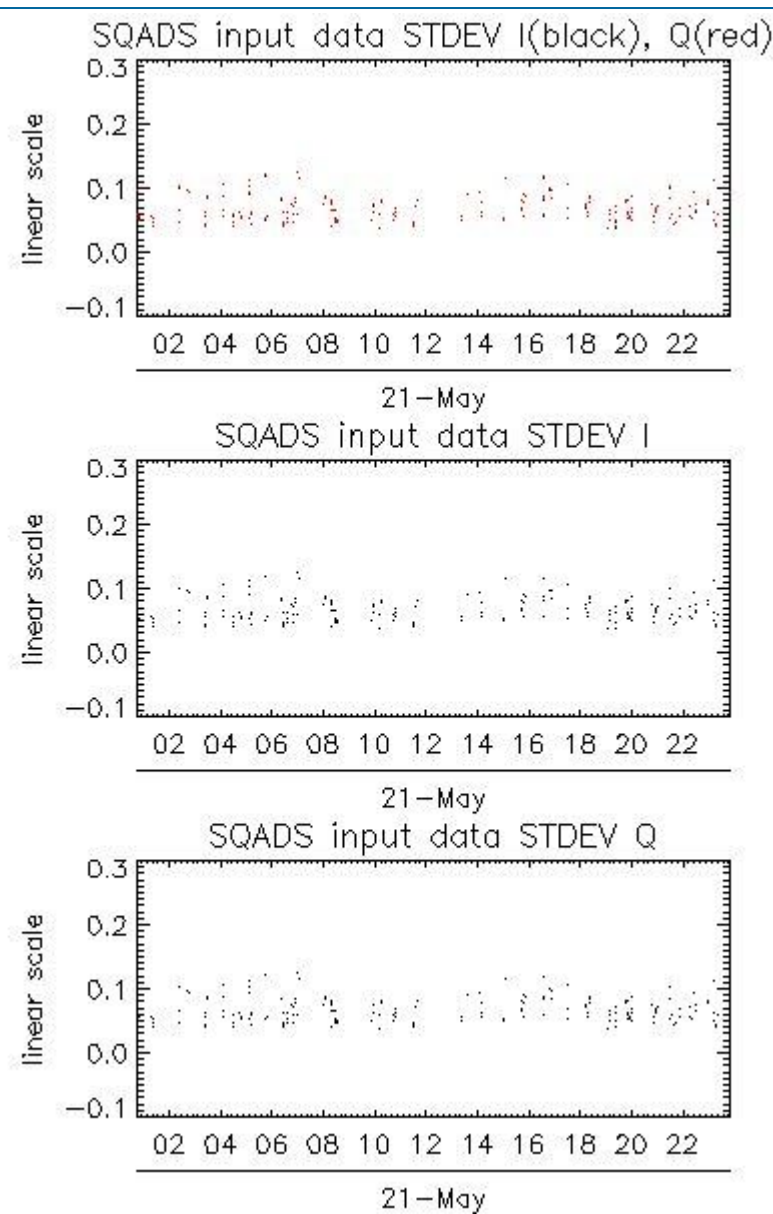 SQADS input data STDEV I(black), Q(red)
0.3
0.2
0.1
0.0
-0.1
linear scale
02 04 06 08 10 12 14 16 18 20 22
21-May
SQADS input data STDEV I
0.3
0.2
0.1
0.0
-0.1
linear scale
02 04 06 08 10 12 14 16 18 20 22
21-May
SQADS input data STDEV Q
0.3
0.2
0.1
0.0
-0.1
linear scale
02 04 06 08 10 12 14 16 18 20 22
21-May